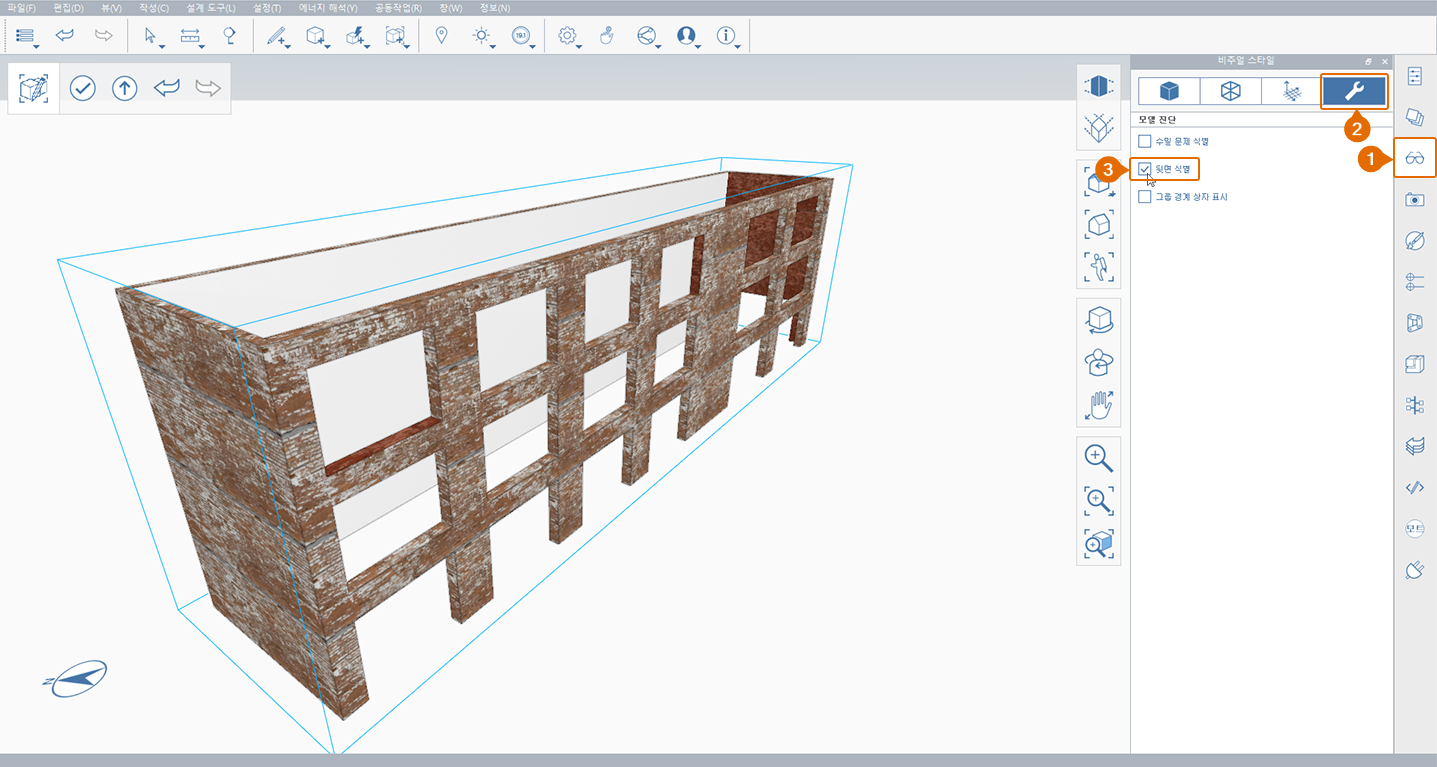 파일(F) 편집(D) 뷰(V) 작성(C) 설계 도구(L) 설정(T) 에너지 해석(Y) 공동작업(R) 창(W) 정보(N)
19.1
비주얼 스타일
모델 진단
2
수밀 문제 식별
1
3
뒷면 식별
그룹 경계 상자 표시
모드
N